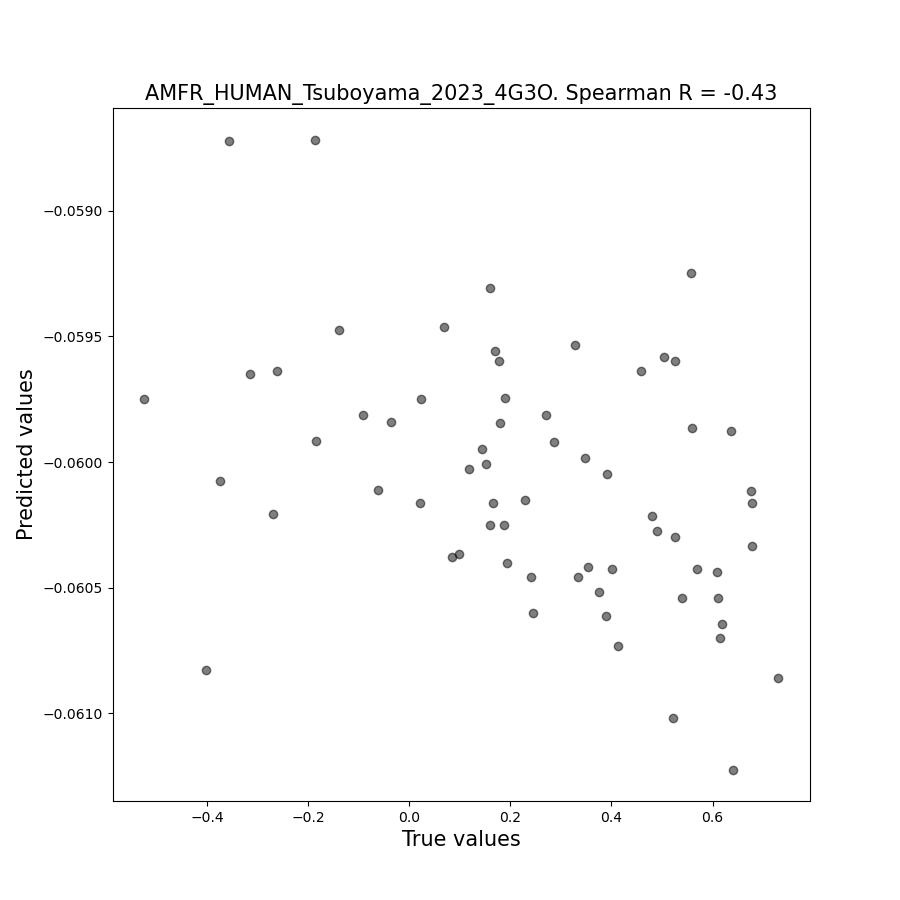 AMFR_HUMAN_Tsuboyama_2023_4G3O. Spearman R = -0.43
−0.0590
−0.0595
−0.0600
−0.0605
−0.0610
Predicted values
−0.4 −0.2 0.0 0.2 0.4 0.6
True values